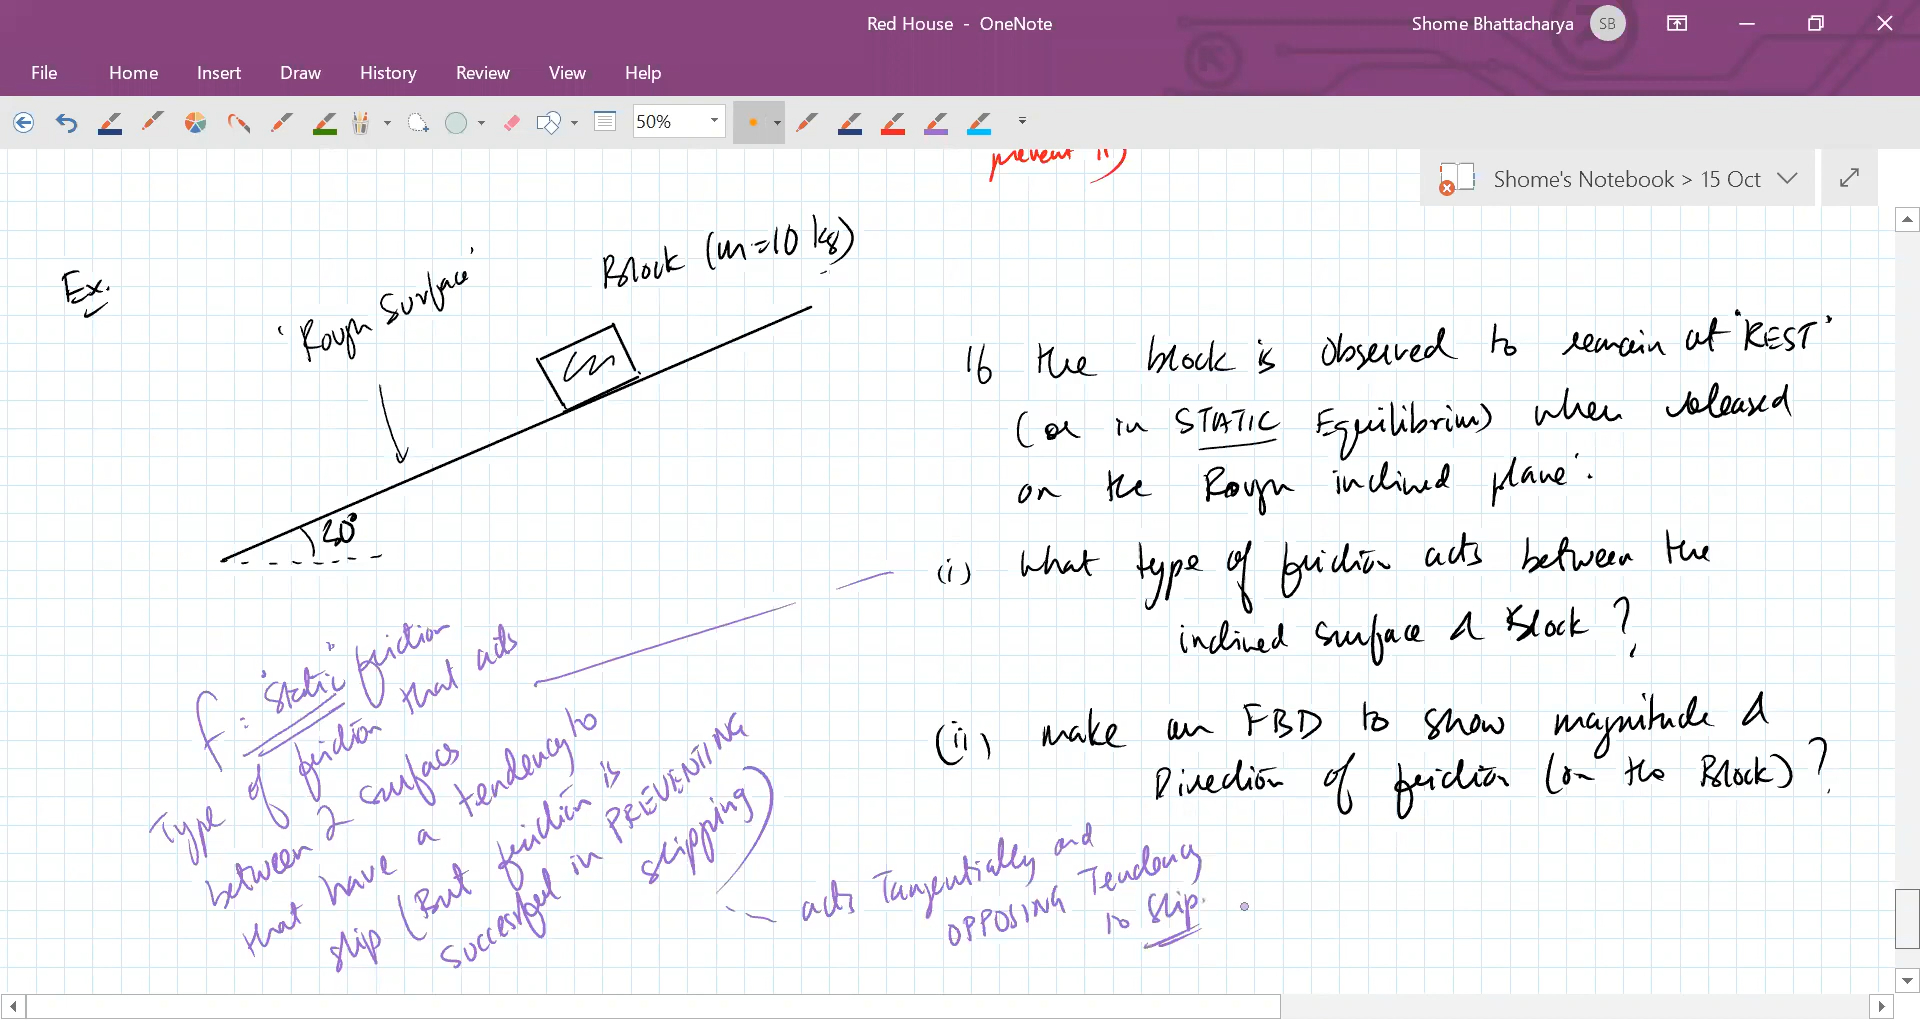 Red House - OneNote
Shome Bhattacharya SB
File Home Insert Draw History Review View Help
50%
Shome's Notebook > 15 Oct
prevent it)
Ex.
'Rough Surface'
Block (m=10 kg)
m
30°
If the block is observed to remain at "REST"
(or in STATIC Equilibrium) when released
on the Rough inclined plane.
(i) What type of friction acts between the
inclined surface & Block?
(ii) make an FBD to show magnitude &
Direction of friction (on the Block)?
f: "Static" friction
Type of friction that acts
between 2 surfaces
that have a tendency to
slip (But friction is
successful in PREVENTING
slipping)
acts Tangentially and
OPPOSING Tendency
to slip.